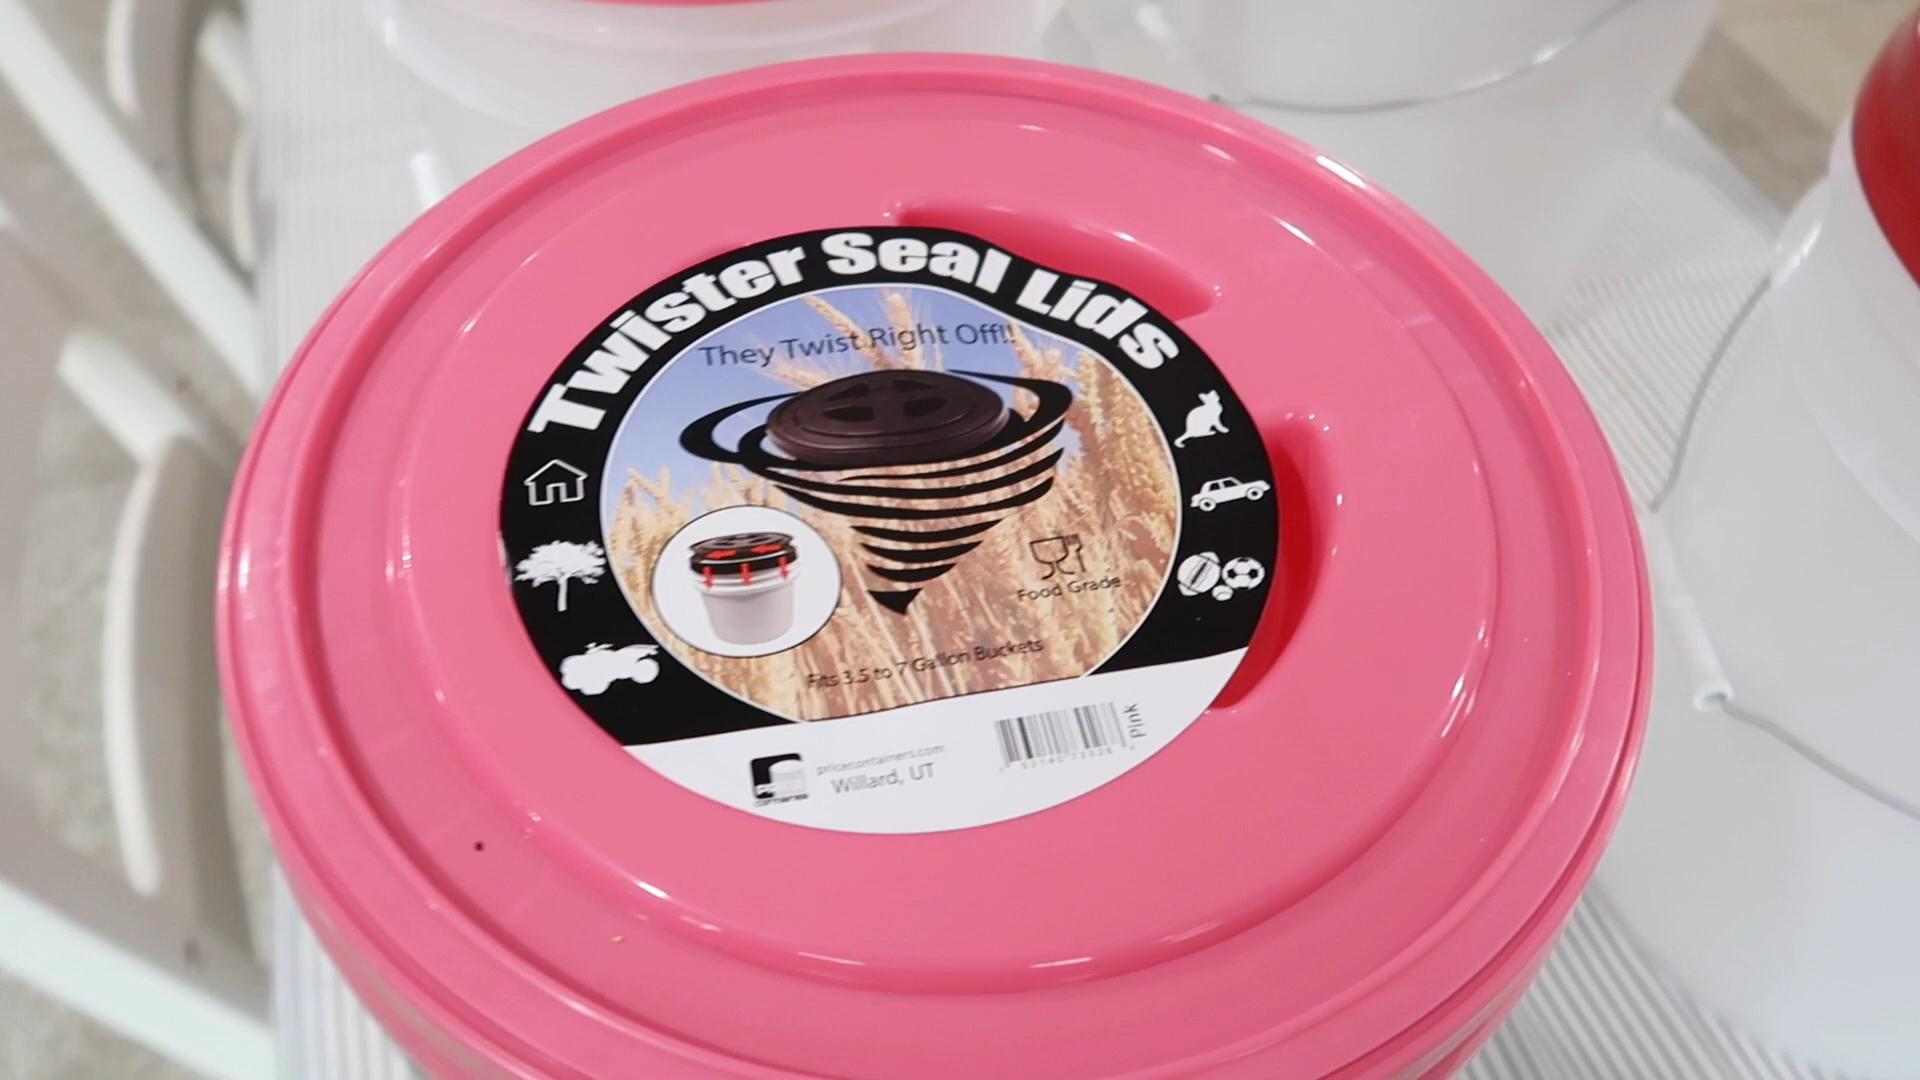 Twister Seal Lids
They Twist Right Off!!
Food Grade
Fits 3.5 to 7 Gallon Buckets
pricecontainers.com
Willard, UT
Pink